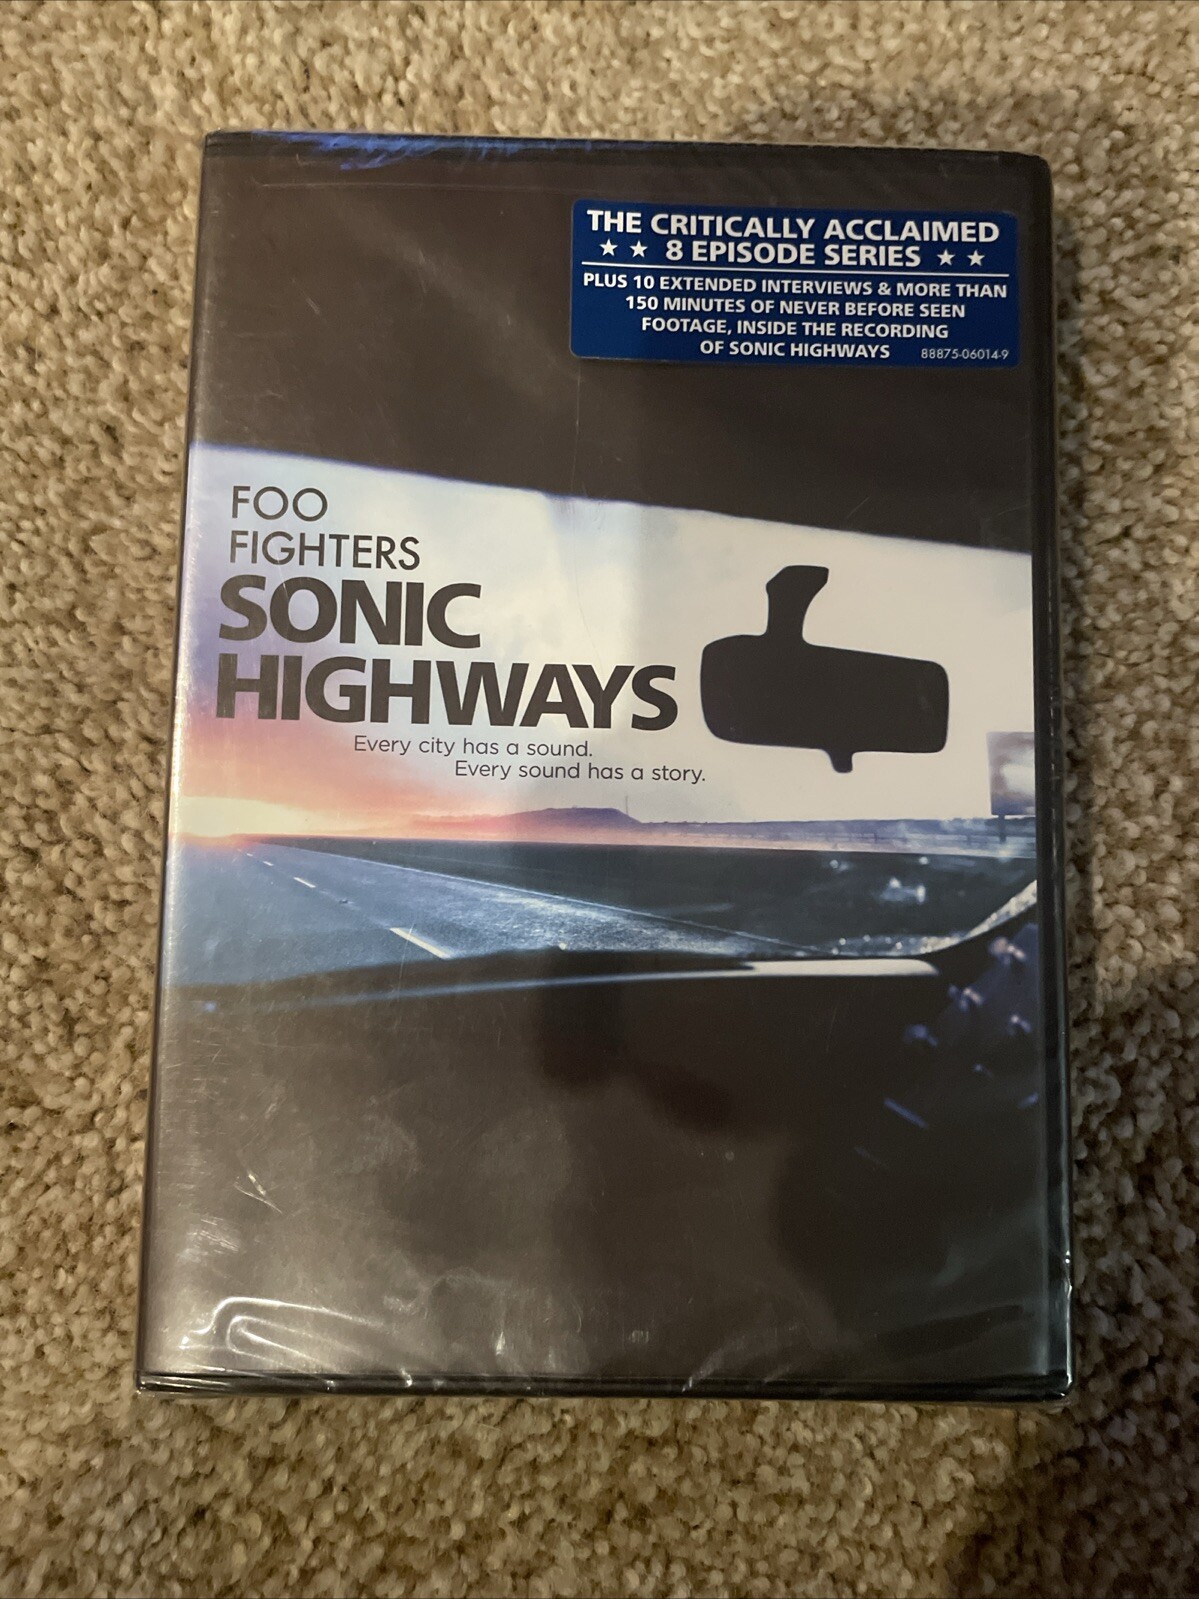 THE CRITICALLY ACCLAIMED
★ ★ 8 EPISODE SERIES ★ ★
PLUS 10 EXTENDED INTERVIEWS & MORE THAN
150 MINUTES OF NEVER BEFORE SEEN
FOOTAGE, INSIDE THE RECORDING
OF SONIC HIGHWAYS 88875-06014-9
FOO
FIGHTERS
SONIC
HIGHWAYS
Every city has a sound.
Every sound has a story.